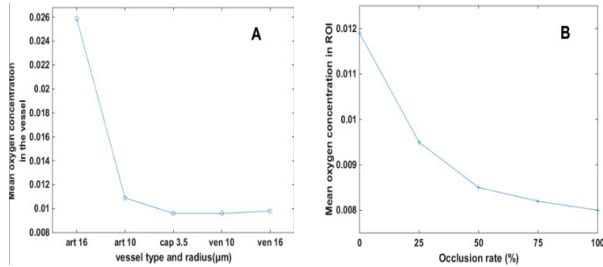 A
Mean oxygen concentration
in the vessel
0.026
0.024
0.022
0.02
0.018
0.016
0.014
0.012
0.01
0.008
art 16 art 10 cap 3.5 ven 10 ven 16
vessel type and radius(μm)
B
Mean oxygen concentration in ROI
0.012
0.011
0.01
0.009
0.008
0 25 50 75 100
Occlusion rate (%)